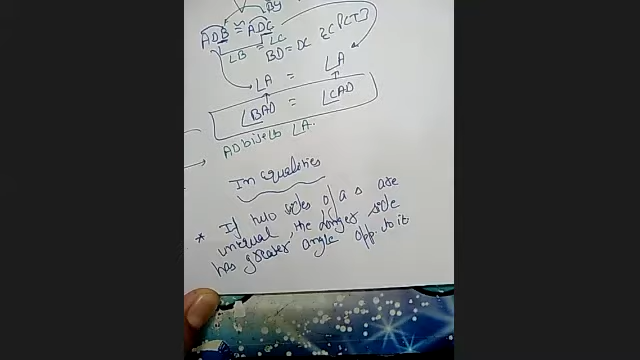 By
ADB ≅ ADC
∠B = ∠C
BD = DC {CPCT}
∠A = ∠A
∠BAD = ∠CAD
AD bisects ∠A.
Inequalities
* If two sides of a Δ are
unequal, the longer side
has greater angle opp. to it